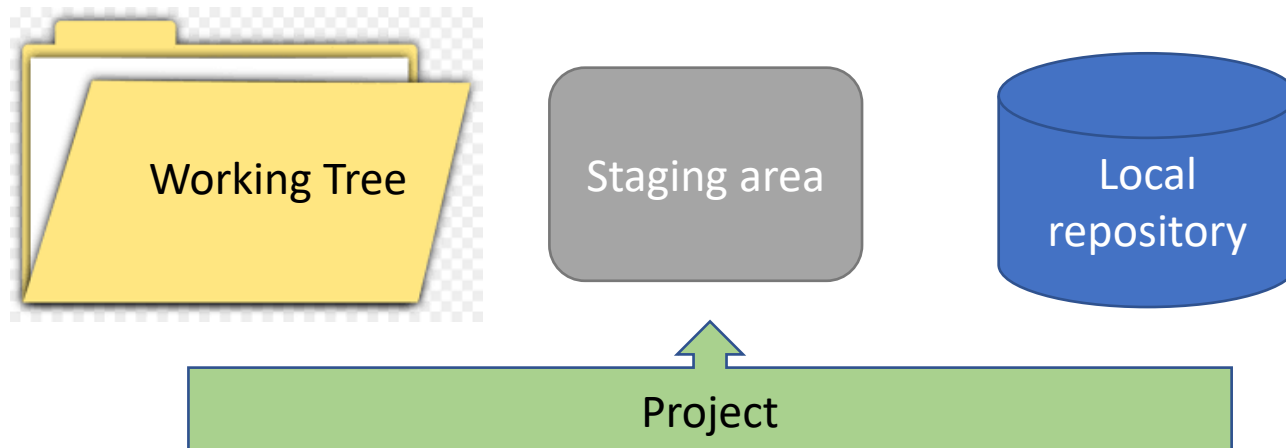 Working Tree
Staging area
Local
repository
Project